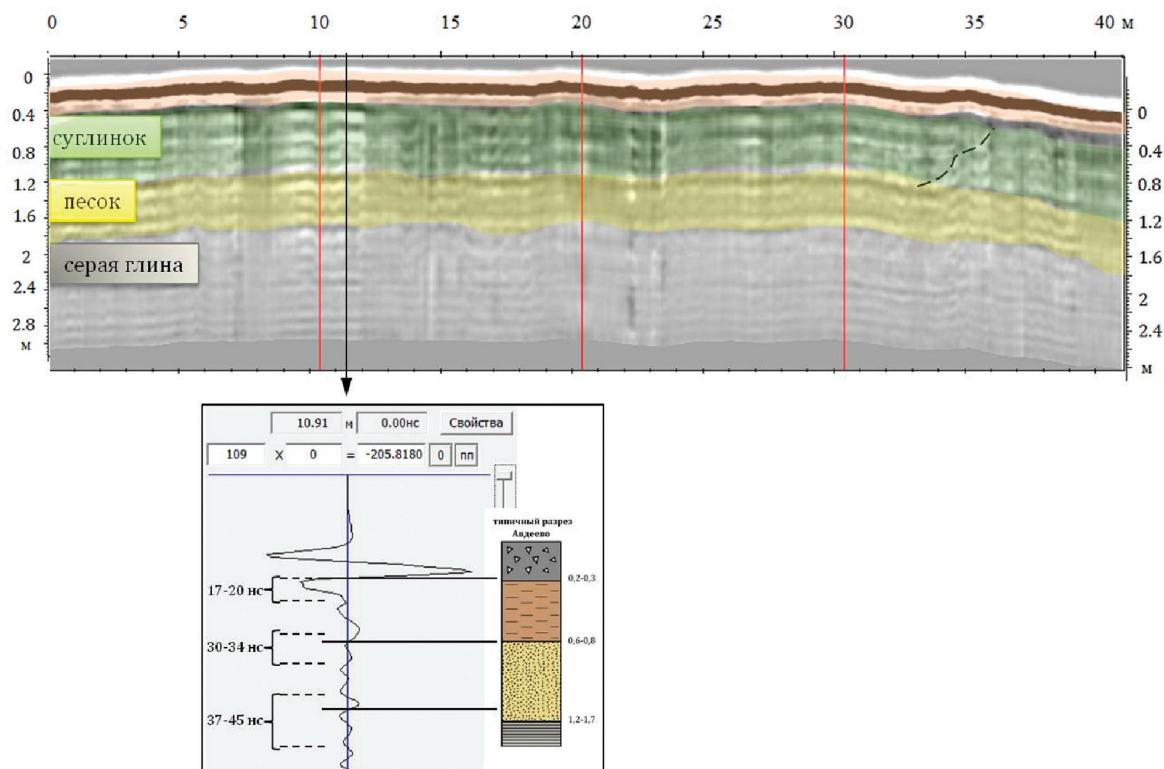 0 5 10 15 20 25 30 35 40 м
0
0.4
0.8
1.2
1.6
2
2.4
2.8
м
суглинок
песок
серая глина
0
0.4
0.8
1.2
1.6
2
2.4
м
10.91 м 0.00нс Свойства
109 X 0 = -205.8180 0 пп
17-20 нс
30-34 нс
37-45 нс
типичный разрез
Авдеево
0,2-0,3
0,6-0,8
1,2-1,7